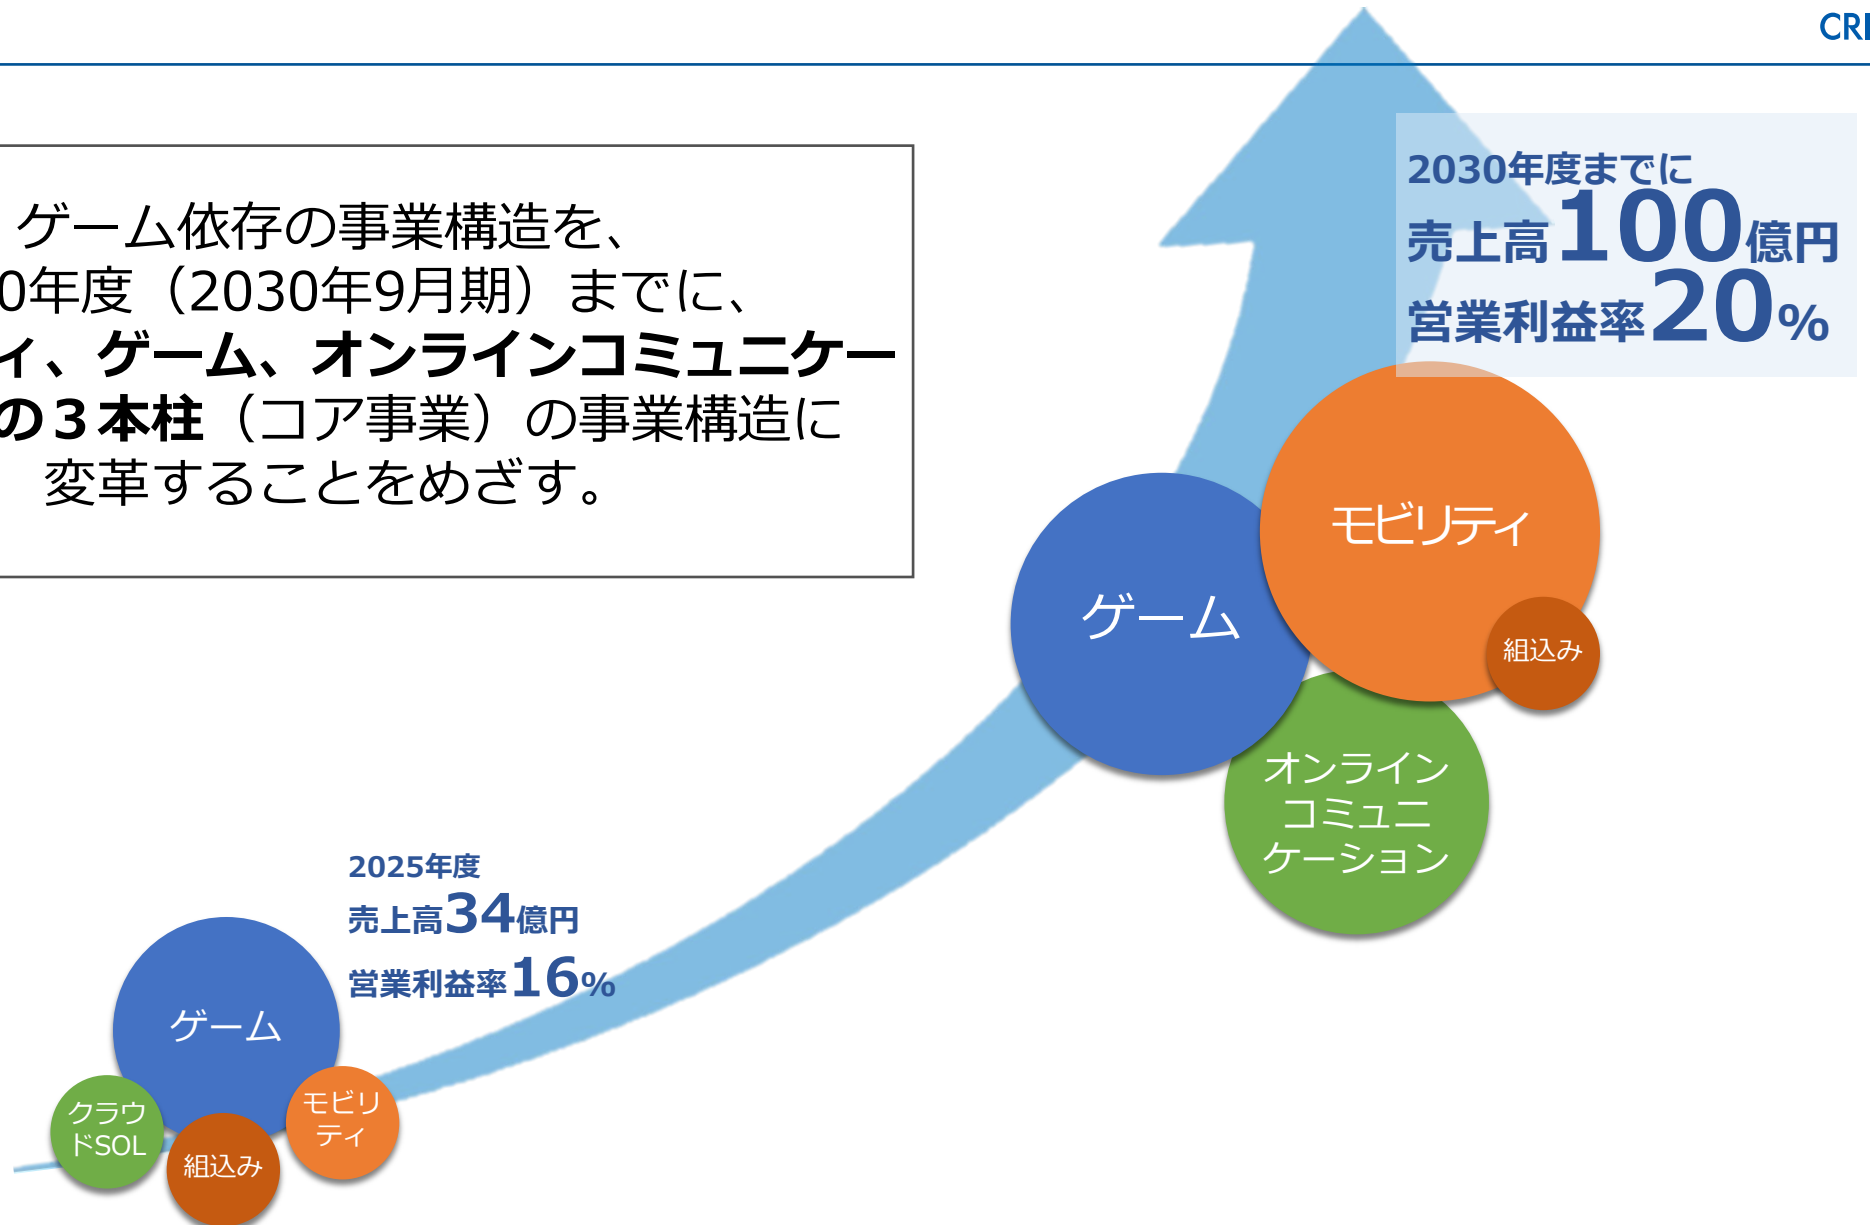 CRI
ゲーム依存の事業構造を、
0年度（2030年9月期）までに、
ィ、ゲーム、オンラインコミュニケー
の３本柱（コア事業）の事業構造に
変革することをめざす。
2030年度までに
売上高100億円
営業利益率20%
モビリティ
ゲーム
組込み
オンライン
コミュニ
ケーション
2025年度
売上高34億円
営業利益率16%
ゲーム
モビリ
ティ
クラウ
ドSOL
組込み